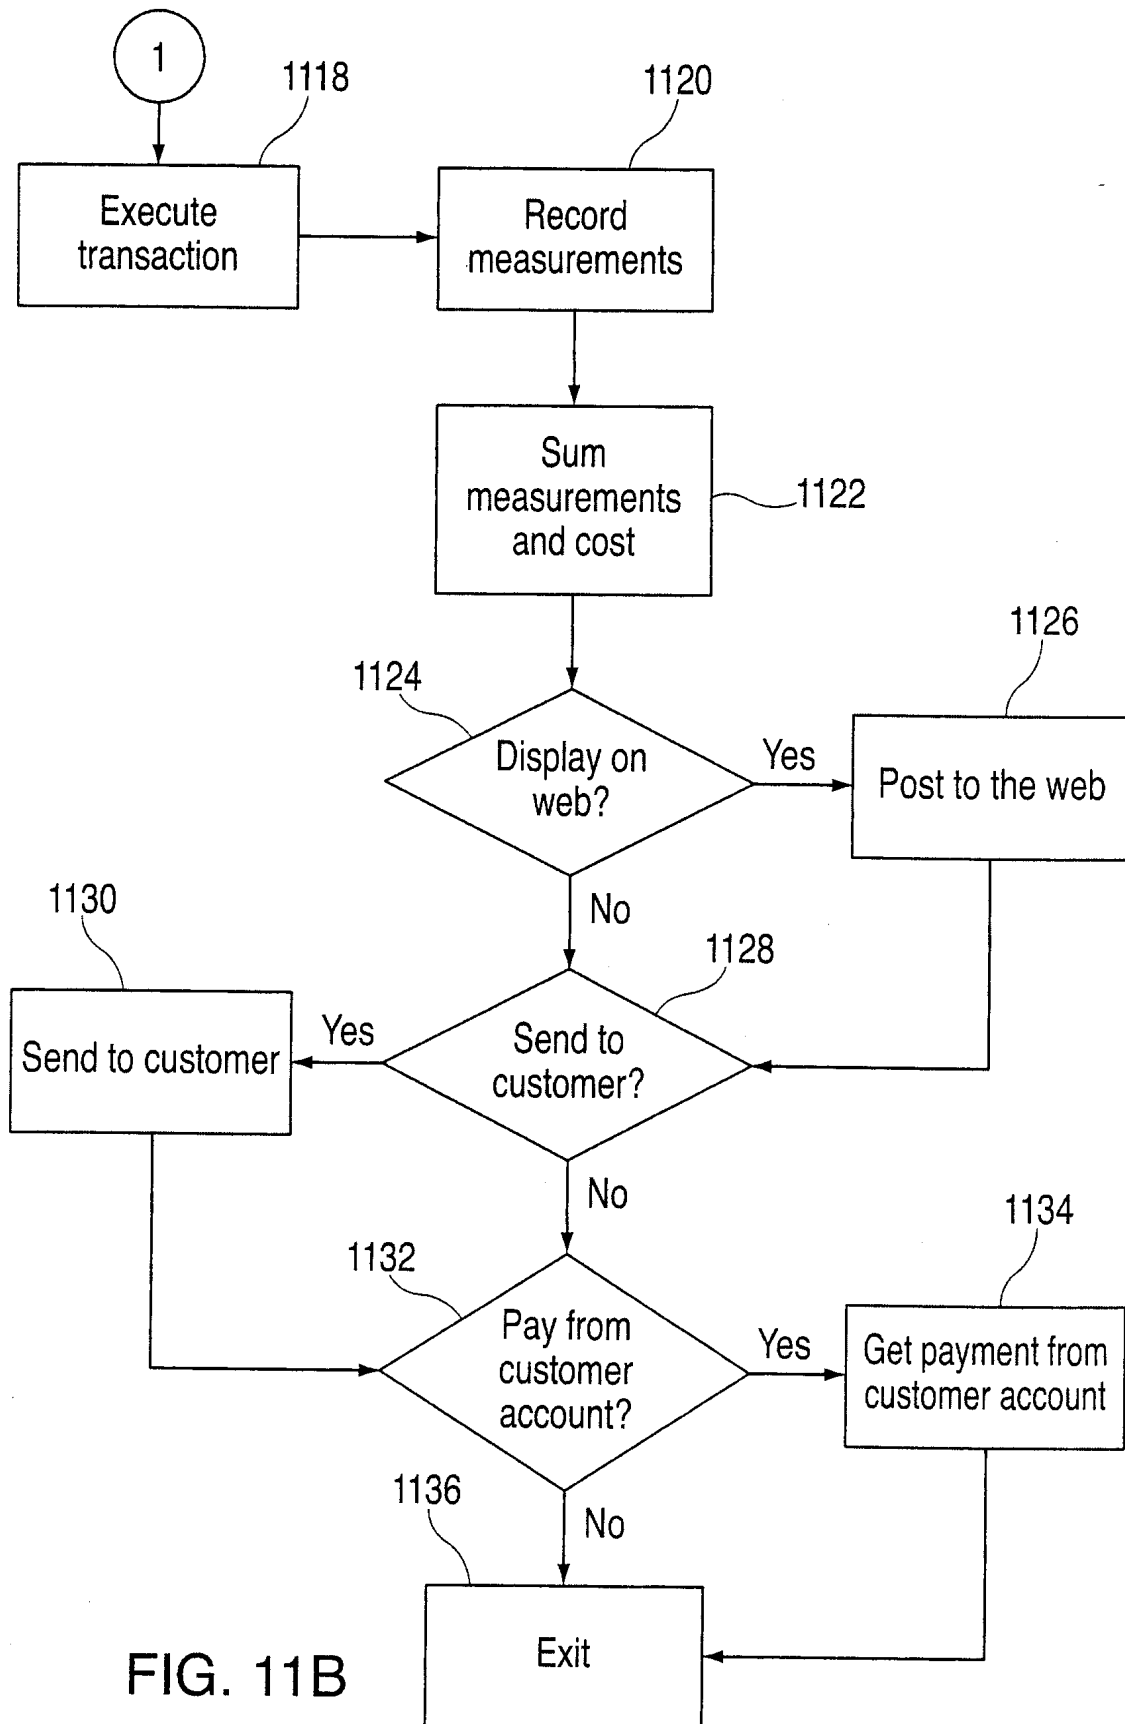 1
1118
1120
Execute
transaction
Record
measurements
Sum
measurements
and cost
1122
1124
1126
Display on
web?
Yes
Post to the web
No
1128
1130
Send to customer
Yes
Send to
customer?
No
1132
1134
Pay from
customer
account?
Yes
Get payment from
customer account
1136
No
Exit
FIG. 11B